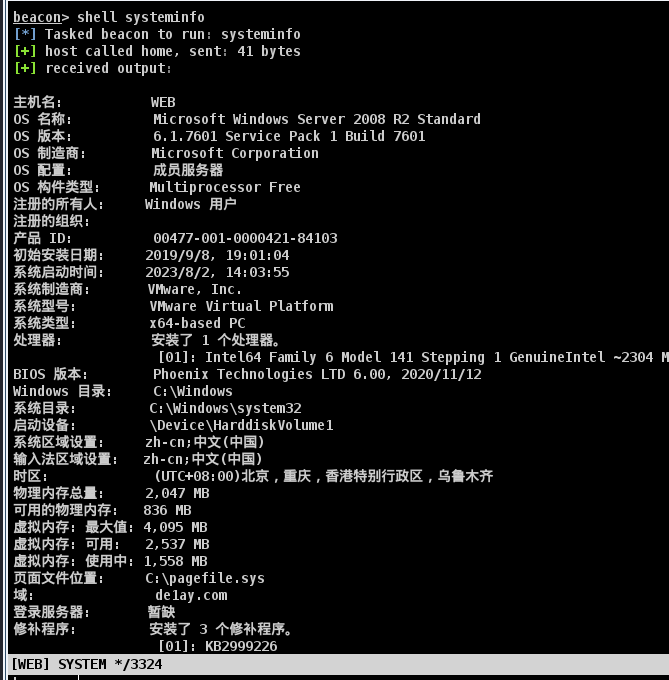 beacon> shell systeminfo
[*] Tasked beacon to run: systeminfo
[+] host called home, sent: 41 bytes
[+] received output:
主机名: WEB
OS 名称: Microsoft Windows Server 2008 R2 Standard
OS 版本: 6.1.7601 Service Pack 1 Build 7601
OS 制造商: Microsoft Corporation
OS 配置: 成员服务器
OS 构件类型: Multiprocessor Free
注册的所有人: Windows 用户
注册的组织:
产品 ID: 00477-001-0000421-84103
初始安装日期: 2019/9/8, 19:01:04
系统启动时间: 2023/8/2, 14:03:55
系统制造商: VMware, Inc.
系统型号: VMware Virtual Platform
系统类型: x64-based PC
处理器: 安装了 1 个处理器。
[01]: Intel64 Family 6 Model 141 Stepping 1 GenuineIntel ~2304 M
BIOS 版本: Phoenix Technologies LTD 6.00, 2020/11/12
Windows 目录: C:\Windows
系统目录: C:\Windows\system32
启动设备: \Device\HarddiskVolume1
系统区域设置: zh-cn;中文(中国)
输入法区域设置: zh-cn;中文(中国)
时区: (UTC+08:00)北京，重庆，香港特别行政区，乌鲁木齐
物理内存总量: 2,047 MB
可用的物理内存: 836 MB
虚拟内存: 最大值: 4,095 MB
虚拟内存: 可用: 2,537 MB
虚拟内存: 使用中: 1,558 MB
页面文件位置: C:\pagefile.sys
域: de1ay.com
登录服务器: 暂缺
修补程序: 安装了 3 个修补程序。
[01]: KB2999226
[WEB] SYSTEM */3324